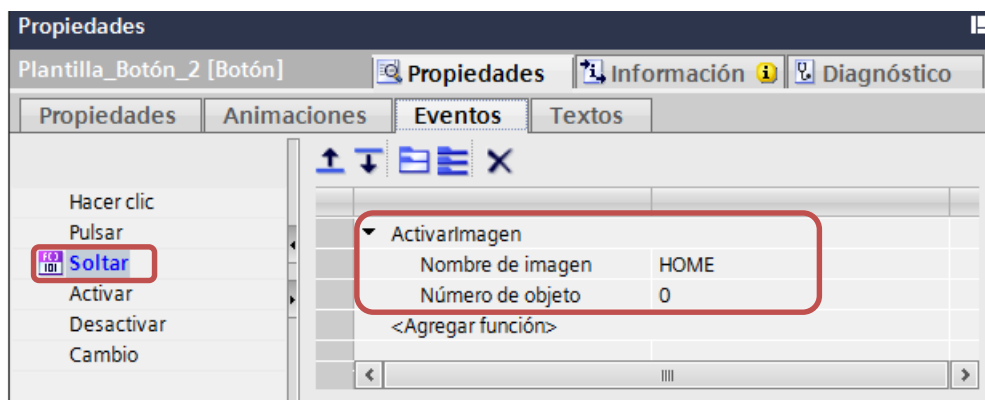 Propiedades
Plantilla_Botón_2 [Botón] Propiedades Información Diagnóstico
Propiedades Animaciones Eventos Textos
Hacer clic
Pulsar
Soltar
Activar
Desactivar
Cambio
ActivarImagen
Nombre de imagen HOME
Número de objeto 0
<Agregar función>